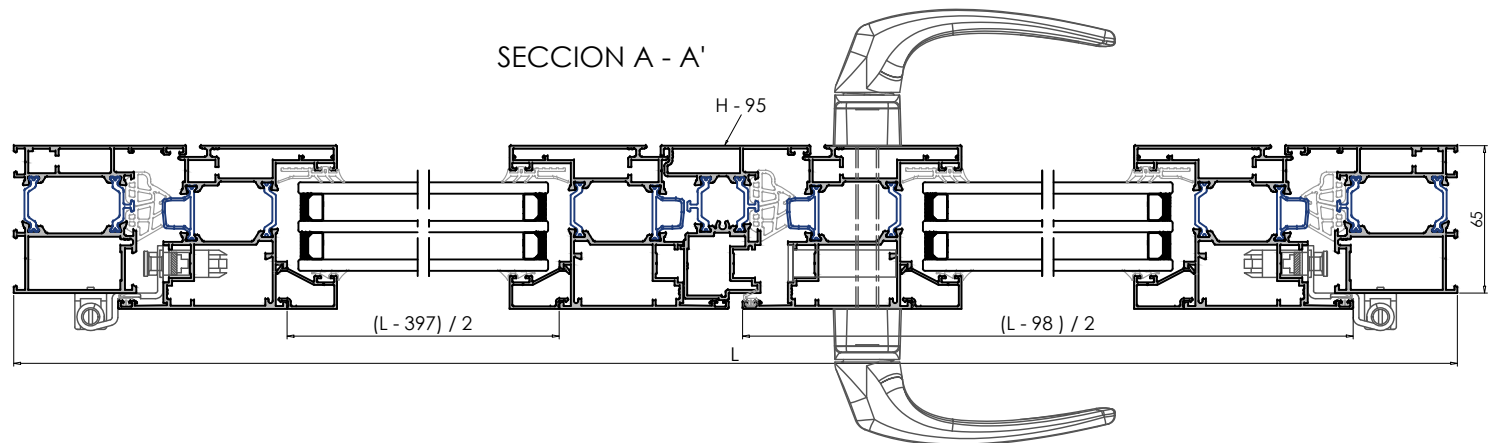 SECCION A - A'
H - 95
65
(L - 397) / 2
(L - 98 ) / 2
L